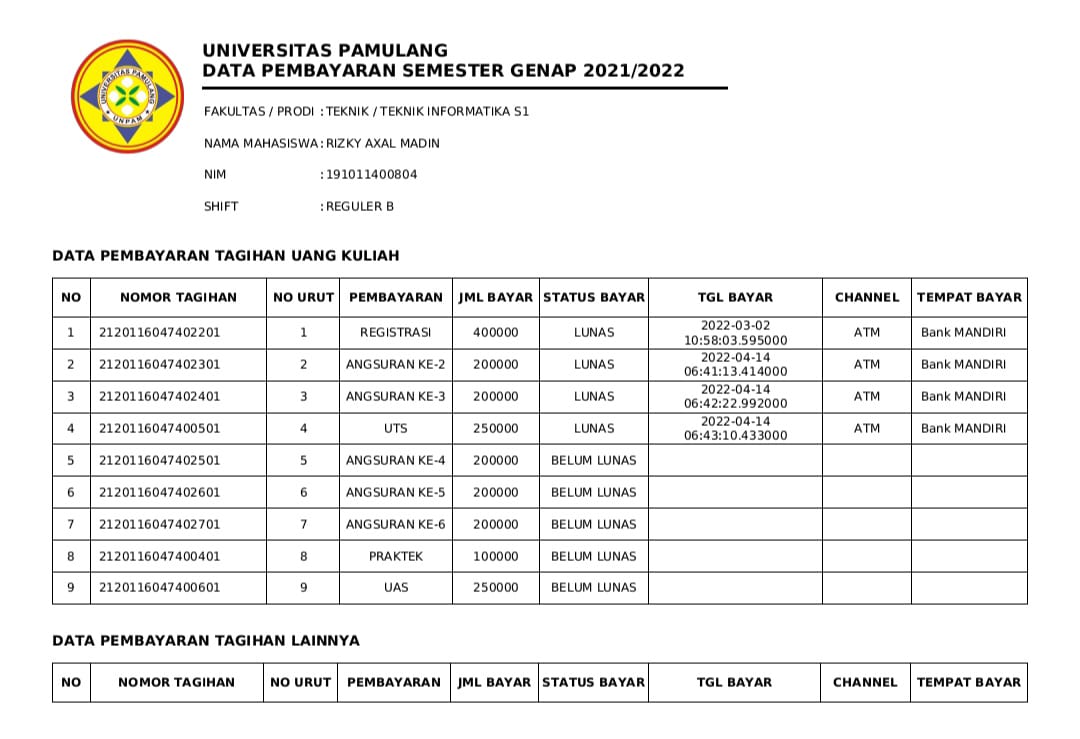 UNIVERSITAS PAMULANG
UNPAM
UNIVERSITAS PAMULANG
DATA PEMBAYARAN SEMESTER GENAP 2021/2022
FAKULTAS / PRODI : TEKNIK / TEKNIK INFORMATIKA S1
NAMA MAHASISWA : RIZKY AXAL MADIN
NIM : 191011400804
SHIFT : REGULER B
DATA PEMBAYARAN TAGIHAN UANG KULIAH
NO NOMOR TAGIHAN NO URUT PEMBAYARAN JML BAYAR STATUS BAYAR TGL BAYAR CHANNEL TEMPAT BAYAR
1 2120116047402201 1 REGISTRASI 400000 LUNAS 2022-03-02 10:58:03.595000 ATM Bank MANDIRI
2 2120116047402301 2 ANGSURAN KE-2 200000 LUNAS 2022-04-14 06:41:13.414000 ATM Bank MANDIRI
3 2120116047402401 3 ANGSURAN KE-3 200000 LUNAS 2022-04-14 06:42:22.992000 ATM Bank MANDIRI
4 2120116047400501 4 UTS 250000 LUNAS 2022-04-14 06:43:10.433000 ATM Bank MANDIRI
5 2120116047402501 5 ANGSURAN KE-4 200000 BELUM LUNAS
6 2120116047402601 6 ANGSURAN KE-5 200000 BELUM LUNAS
7 2120116047402701 7 ANGSURAN KE-6 200000 BELUM LUNAS
8 2120116047400401 8 PRAKTEK 100000 BELUM LUNAS
9 2120116047400601 9 UAS 250000 BELUM LUNAS
DATA PEMBAYARAN TAGIHAN LAINNYA
NO NOMOR TAGIHAN NO URUT PEMBAYARAN JML BAYAR STATUS BAYAR TGL BAYAR CHANNEL TEMPAT BAYAR